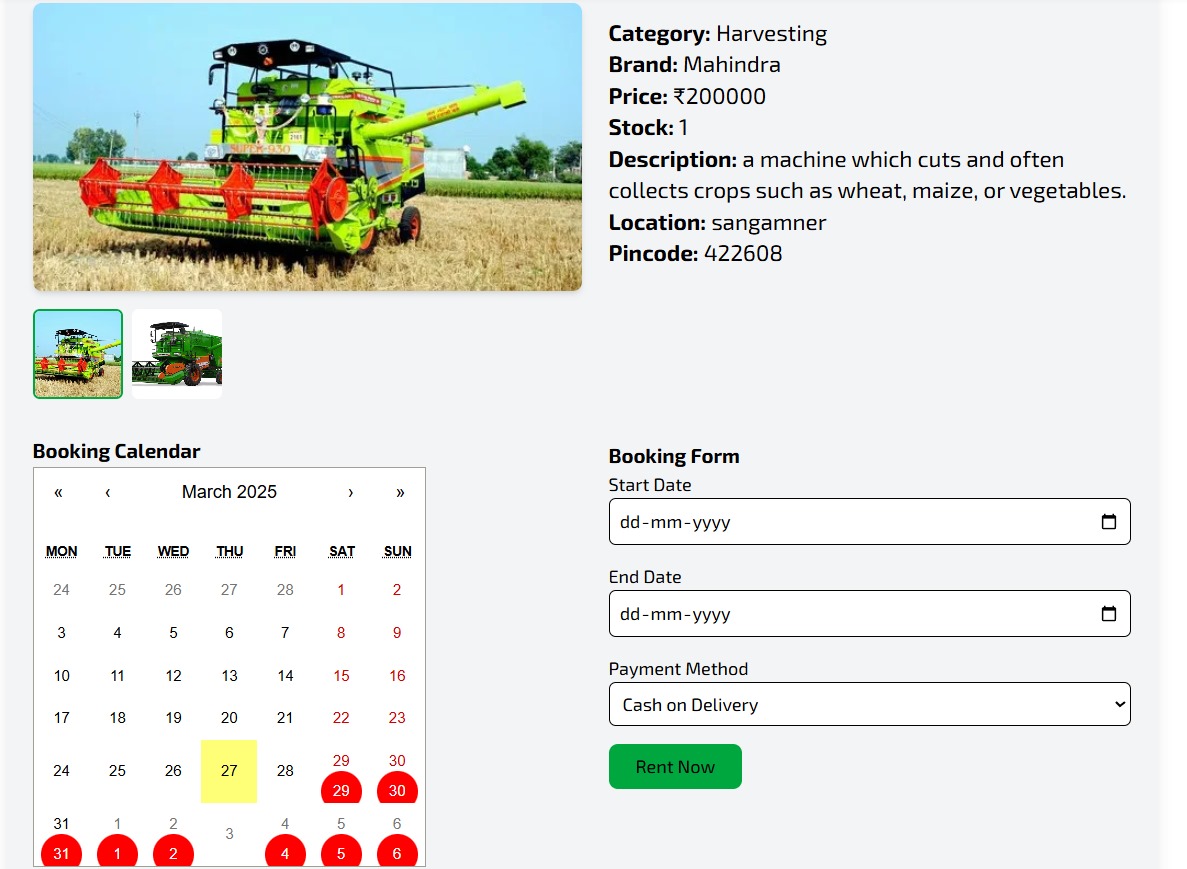 SUPER-930
2161
Category: Harvesting
Brand: Mahindra
Price: ₹200000
Stock: 1
Description: a machine which cuts and often
collects crops such as wheat, maize, or vegetables.
Location: sangamner
Pincode: 422608
Booking Calendar
« ‹ March 2025 › »
MON TUE WED THU FRI SAT SUN
24 25 26 27 28 1 2
3 4 5 6 7 8 9
10 11 12 13 14 15 16
17 18 19 20 21 22 23
24 25 26 27 28 29 30
29 30
31 1 2 3 4 5 6
31 1 2 4 5 6
Booking Form
Start Date
dd-mm-yyyy
End Date
dd-mm-yyyy
Payment Method
Cash on Delivery
Rent Now